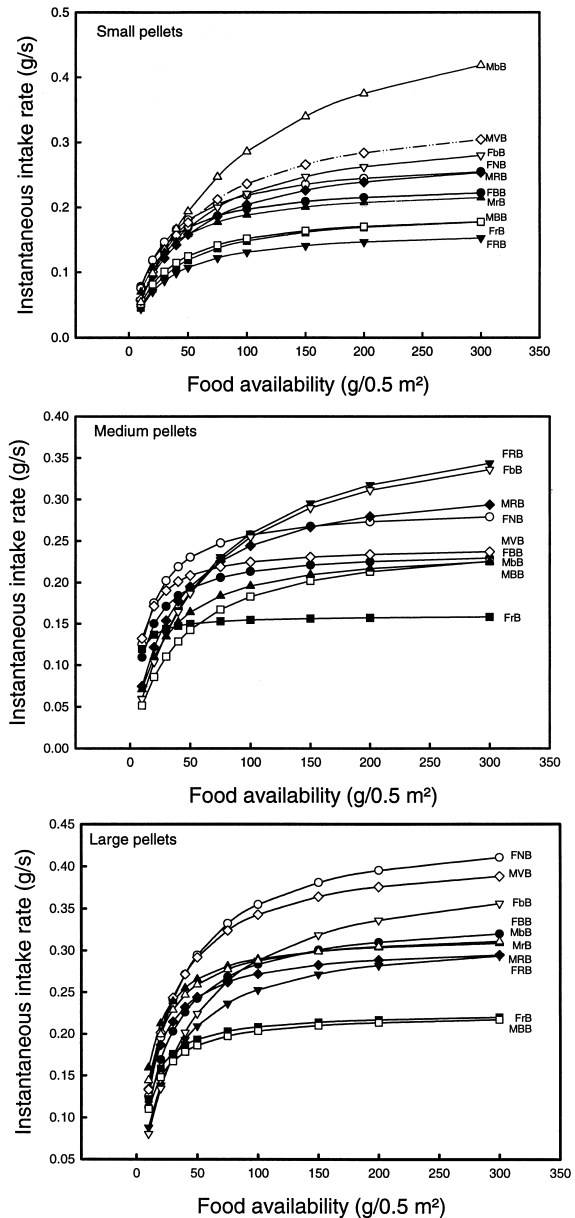 Small pellets
Instantaneous intake rate (g/s)
0.5
0.4
0.3
0.2
0.1
0.0
MbB
MVB
FbB
FNB
MRB
FBB
MrB
MBB
FrB
FRB
0 50 100 150 200 250 300 350
Food availability (g/0.5 m²)
Medium pellets
Instantaneous intake rate (g/s)
0.40
0.35
0.30
0.25
0.20
0.15
0.10
0.05
0.00
FRB
FbB
MRB
FNB
MVB
FBB
MbB
MBB
FrB
0 50 100 150 200 250 300 350
Food availability (g/0.5 m²)
Large pellets
Instantaneous intake rate (g/s)
0.45
0.40
0.35
0.30
0.25
0.20
0.15
0.10
0.05
FNB
MVB
FbB
FBB
MbB
MrB
MRB
FRB
FrB
MBB
0 50 100 150 200 250 300 350
Food availability (g/0.5 m²)